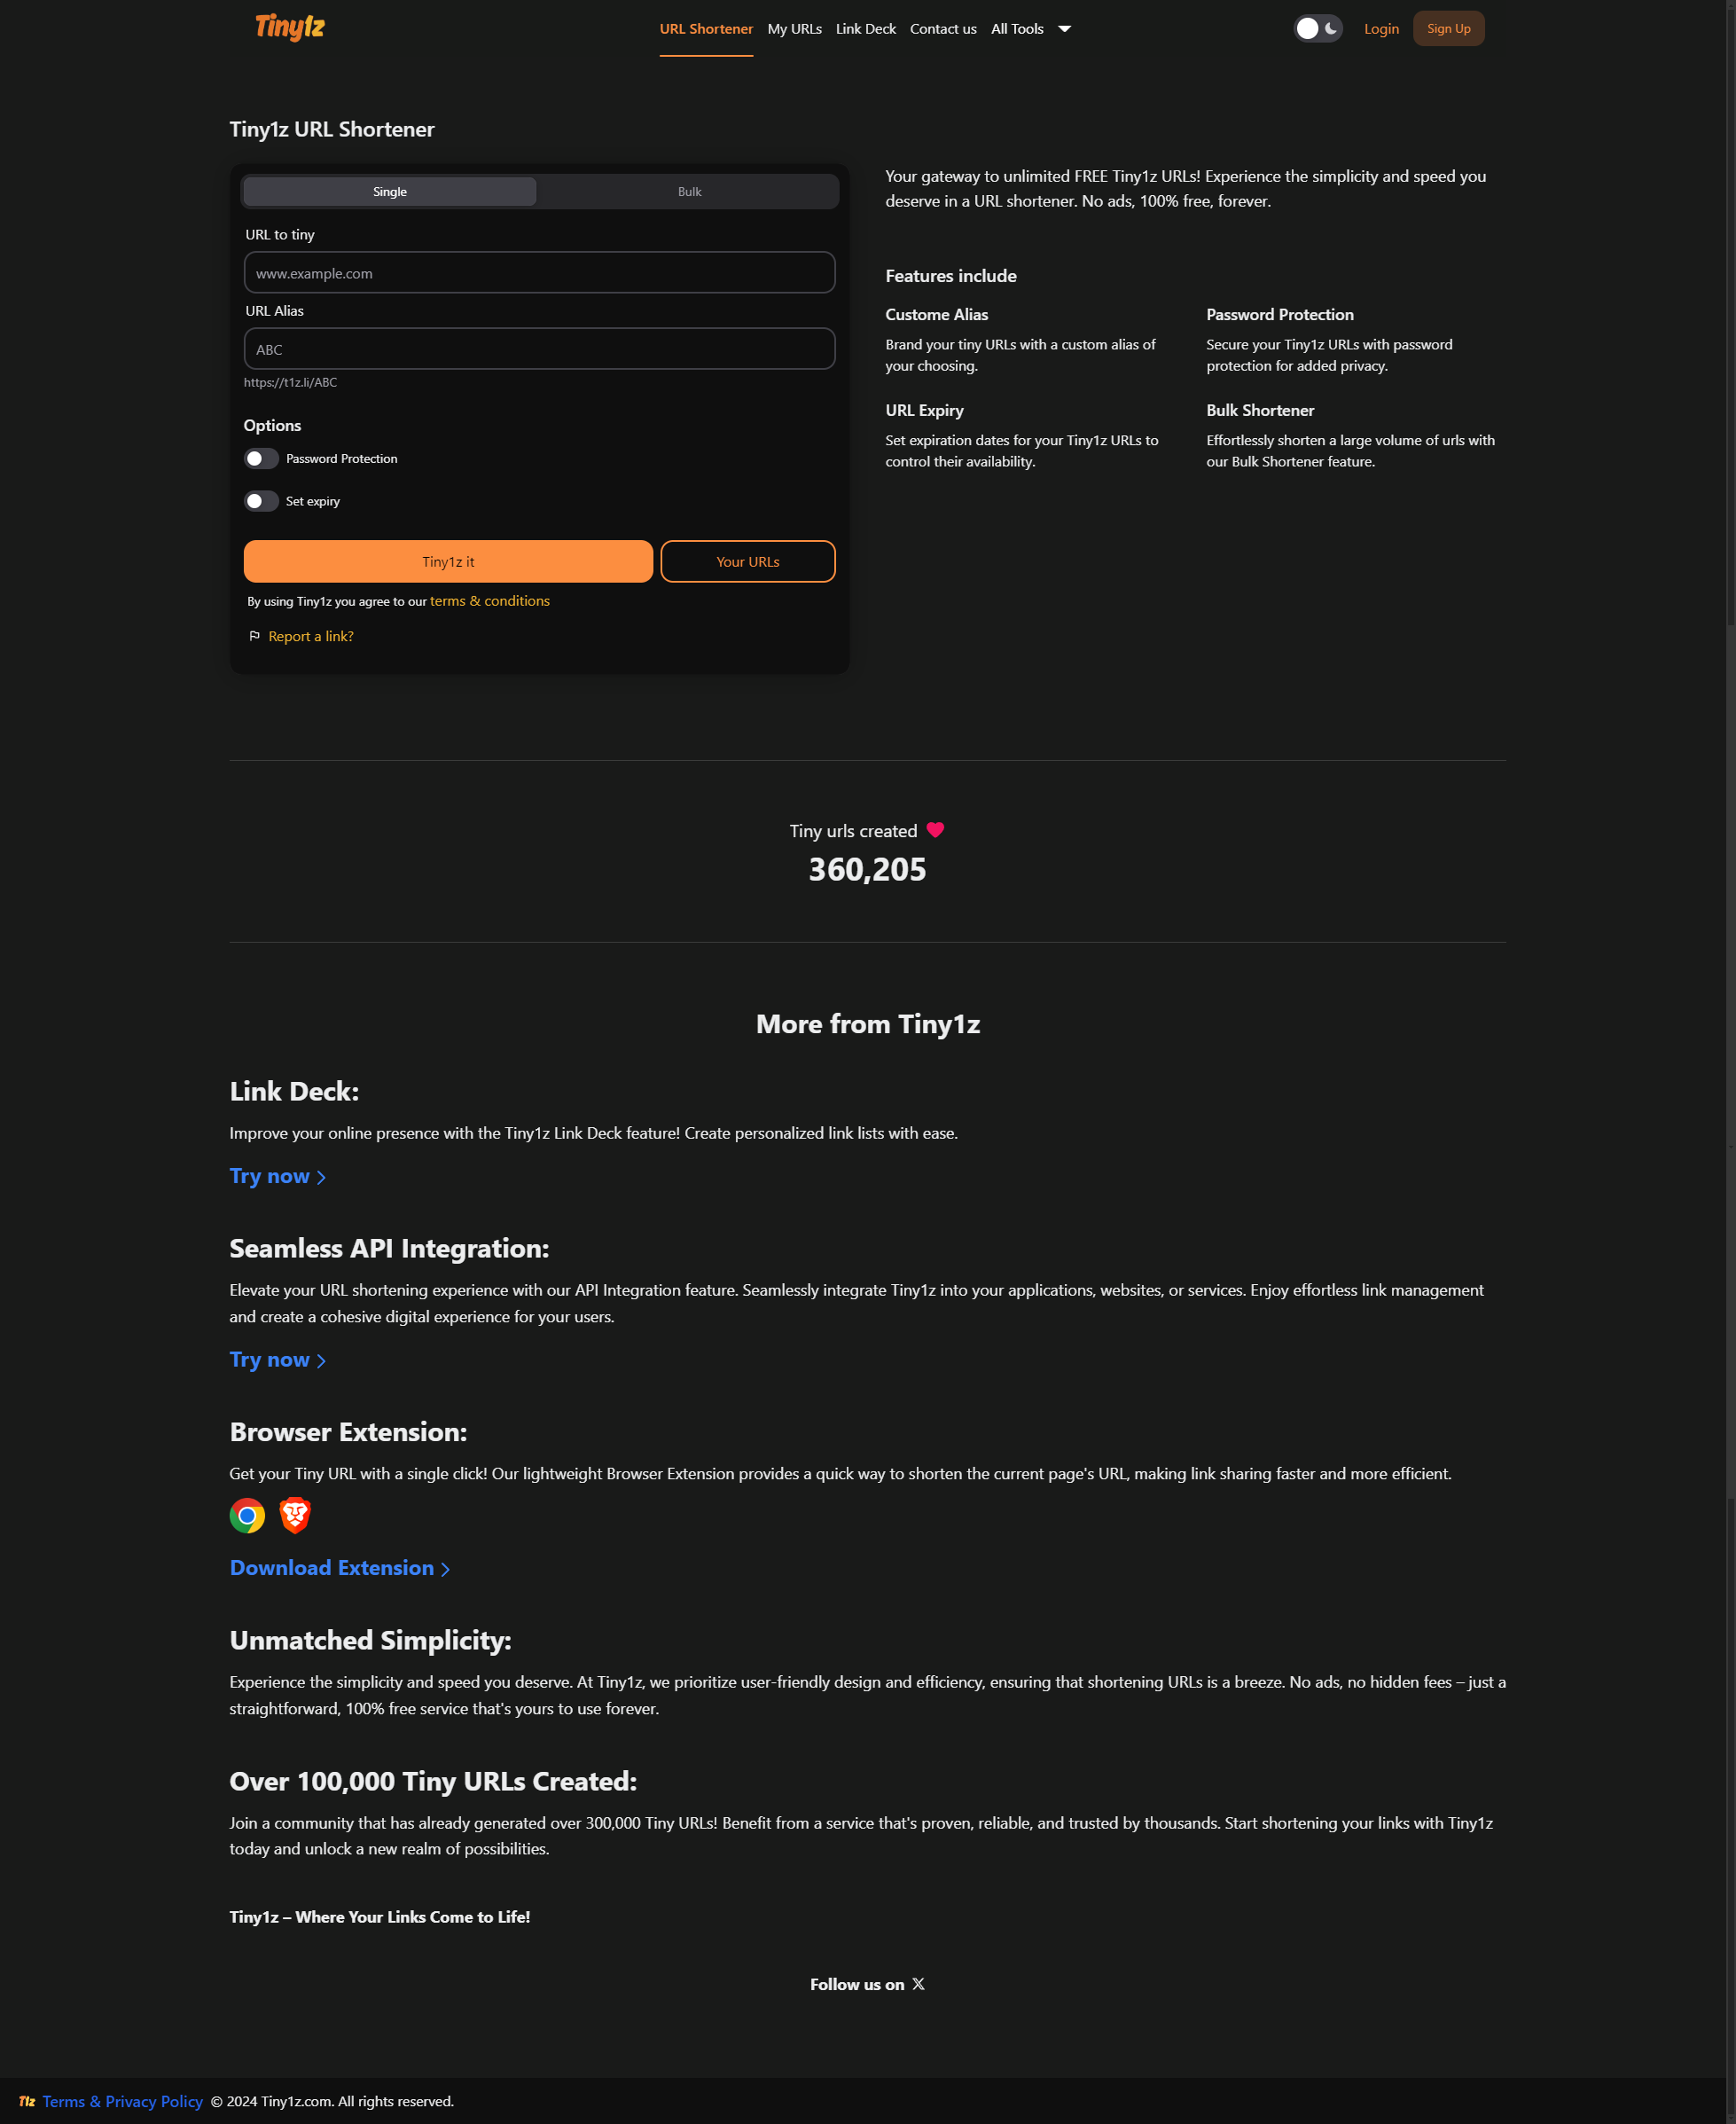 Tiny1z
URL Shortener
My URLs
Link Deck
Contact us
All Tools
Login
Sign Up
Tiny1z URL Shortener
Single
Bulk
URL to tiny
www.example.com
URL Alias
ABC
https://t1z.li/ABC
Options
Password Protection
Set expiry
Tiny1z it
Your URLs
By using Tiny1z you agree to our terms & conditions
Report a link?
Your gateway to unlimited FREE Tiny1z URLs! Experience the simplicity and speed you
deserve in a URL shortener. No ads, 100% free, forever.
Features include
Custome Alias
Brand your tiny URLs with a custom alias of
your choosing.
Password Protection
Secure your Tiny1z URLs with password
protection for added privacy.
URL Expiry
Set expiration dates for your Tiny1z URLs to
control their availability.
Bulk Shortener
Effortlessly shorten a large volume of urls with
our Bulk Shortener feature.
Tiny urls created
360,205
More from Tiny1z
Link Deck:
Improve your online presence with the Tiny1z Link Deck feature! Create personalized link lists with ease.
Try now
Seamless API Integration:
Elevate your URL shortening experience with our API Integration feature. Seamlessly integrate Tiny1z into your applications, websites, or services. Enjoy effortless link management
and create a cohesive digital experience for your users.
Try now
Browser Extension:
Get your Tiny URL with a single click! Our lightweight Browser Extension provides a quick way to shorten the current page's URL, making link sharing faster and more efficient.
Download Extension
Unmatched Simplicity:
Experience the simplicity and speed you deserve. At Tiny1z, we prioritize user-friendly design and efficiency, ensuring that shortening URLs is a breeze. No ads, no hidden fees – just a
straightforward, 100% free service that's yours to use forever.
Over 100,000 Tiny URLs Created:
Join a community that has already generated over 300,000 Tiny URLs! Benefit from a service that's proven, reliable, and trusted by thousands. Start shortening your links with Tiny1z
today and unlock a new realm of possibilities.
Tiny1z – Where Your Links Come to Life!
Follow us on X
T1z Terms & Privacy Policy © 2024 Tiny1z.com. All rights reserved.